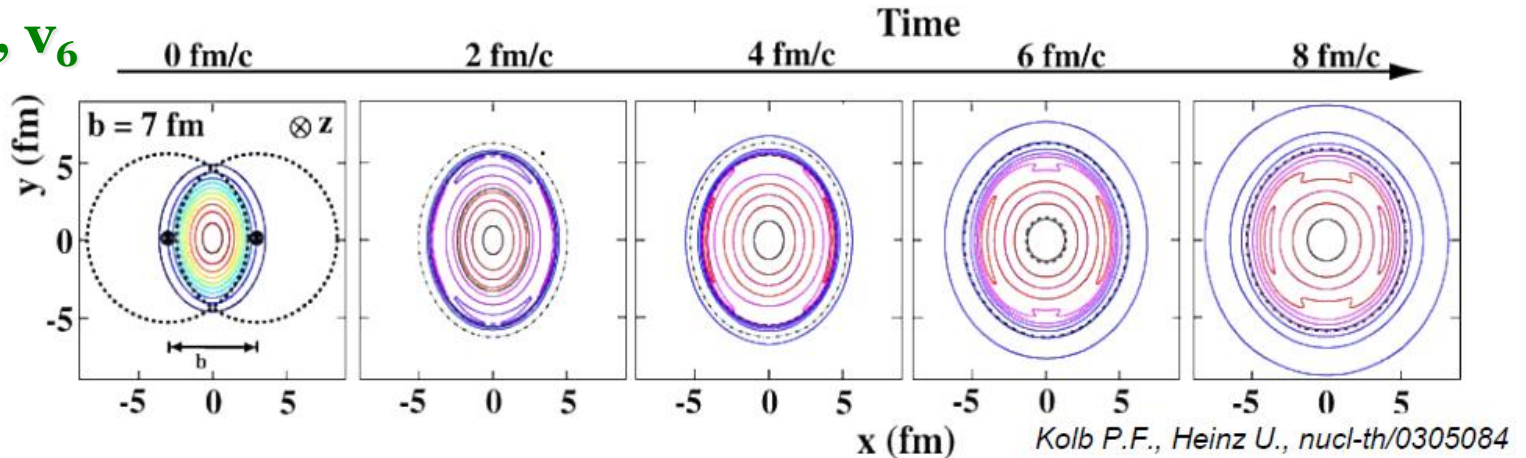 , v₆
Time
0 fm/c 2 fm/c 4 fm/c 6 fm/c 8 fm/c
y (fm)
b = 7 fm ⊗ z
5
0
-5
b
-5 0 5 -5 0 5 -5 0 5 -5 0 5 -5 0 5
x (fm)
Kolb P.F., Heinz U., nucl-th/0305084